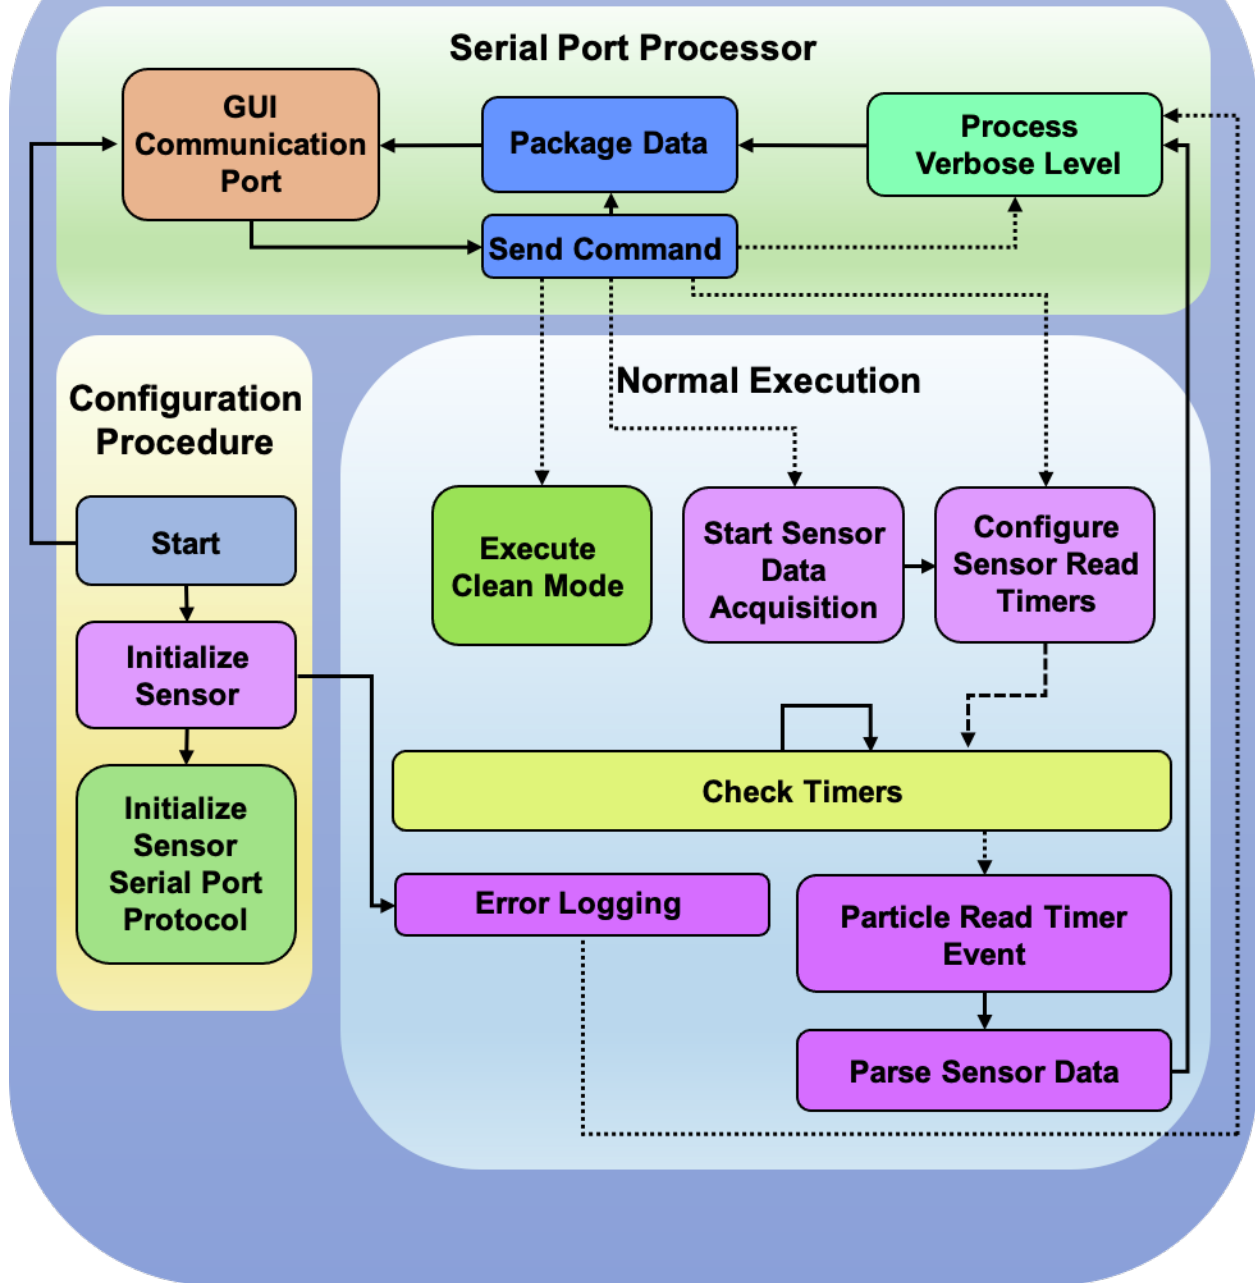 Serial Port Processor
GUI
Communication
Port
Package Data
Process
Verbose Level
Send Command
Configuration
Procedure
Normal Execution
Start
Execute
Clean Mode
Start Sensor
Data
Acquisition
Configure
Sensor Read
Timers
Initialize
Sensor
Check Timers
Initialize
Sensor
Serial Port
Protocol
Error Logging
Particle Read Timer
Event
Parse Sensor Data